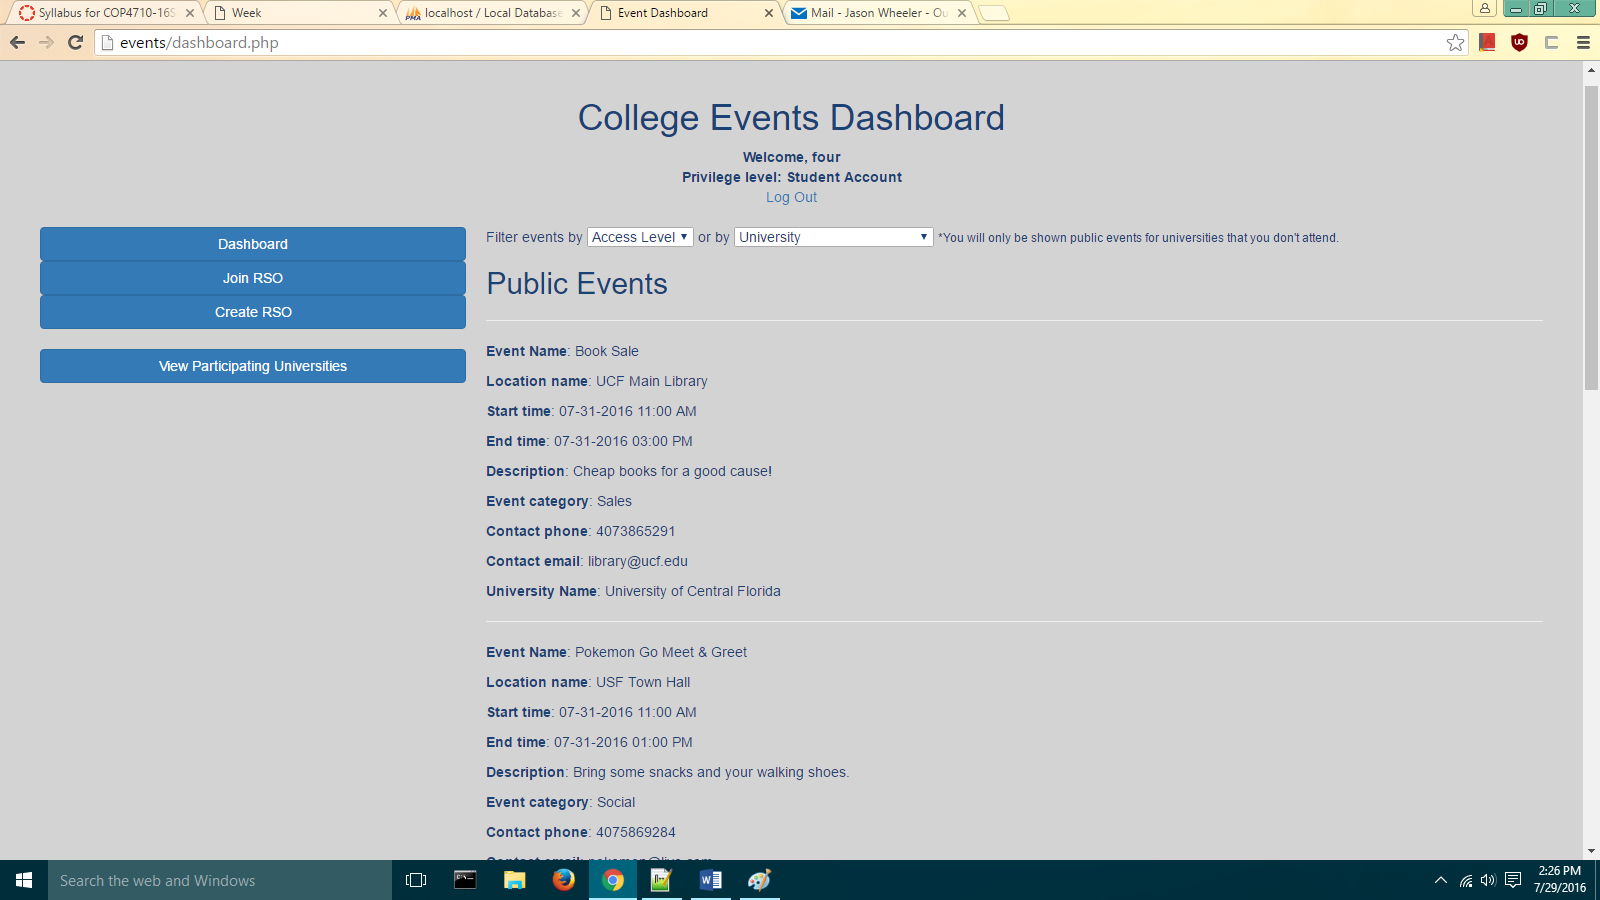 Syllabus for COP4710-16S
Week
localhost / Local Database
Event Dashboard
Mail - Jason Wheeler - Ou
events/dashboard.php
College Events Dashboard
Welcome, four
Privilege level: Student Account
Log Out
Dashboard
Join RSO
Create RSO
View Participating Universities
Filter events by Access Level or by University *You will only be shown public events for universities that you don't attend.
Public Events
Event Name: Book Sale
Location name: UCF Main Library
Start time: 07-31-2016 11:00 AM
End time: 07-31-2016 03:00 PM
Description: Cheap books for a good cause!
Event category: Sales
Contact phone: 4073865291
Contact email: library@ucf.edu
University Name: University of Central Florida
Event Name: Pokemon Go Meet & Greet
Location name: USF Town Hall
Start time: 07-31-2016 11:00 AM
End time: 07-31-2016 01:00 PM
Description: Bring some snacks and your walking shoes.
Event category: Social
Contact phone: 4075869284
Contact email: pokemon@live.com
Search the web and Windows
2:26 PM
7/29/2016